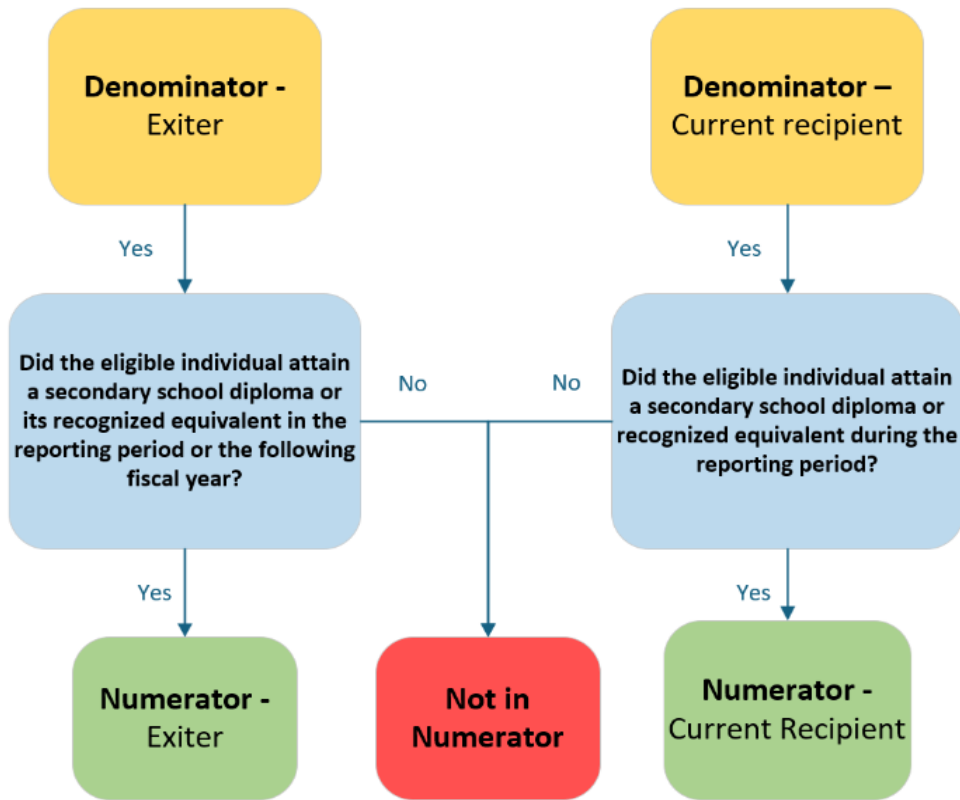 Denominator -
Exiter
Denominator –
Current recipient
Yes
Yes
Did the eligible individual attain
a secondary school diploma or
its recognized equivalent in the
reporting period or the following
fiscal year?
No
No
Did the eligible individual attain
a secondary school diploma or
recognized equivalent during the
reporting period?
Yes
Yes
Numerator -
Exiter
Not in
Numerator
Numerator -
Current Recipient